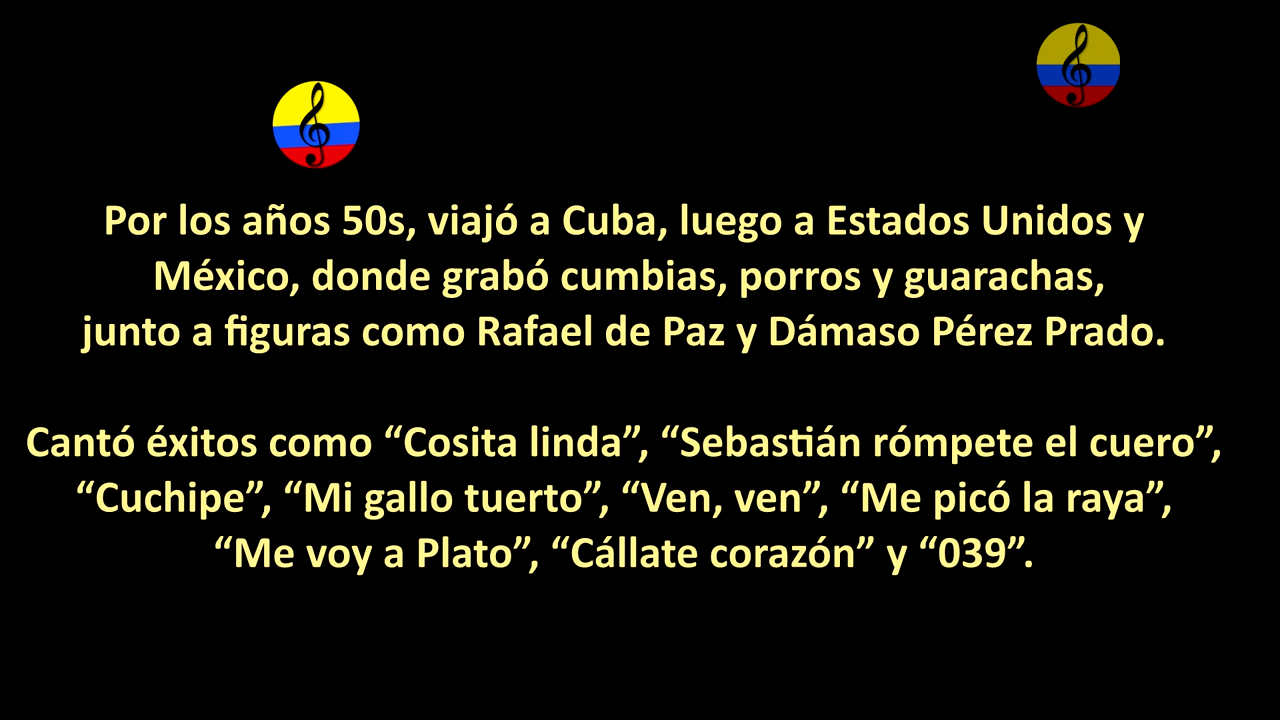 Por los años 50s, viajó a Cuba, luego a Estados Unidos y
México, donde grabó cumbias, porros y guarachas,
junto a figuras como Rafael de Paz y Dámaso Pérez Prado.
Cantó éxitos como “Cosita linda”, “Sebastián rómpete el cuero”,
“Cuchipe”, “Mi gallo tuerto”, “Ven, ven”, “Me picó la raya”,
“Me voy a Plato”, “Cállate corazón” y “039”.